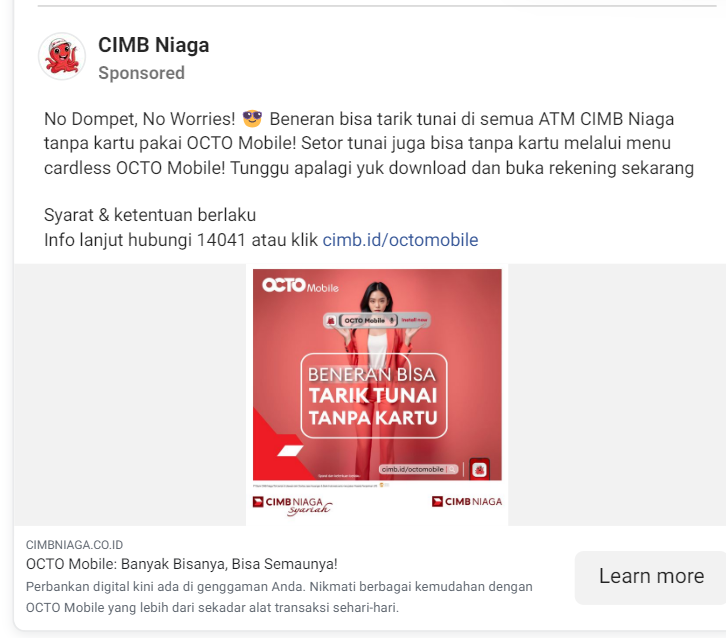 CIMB Niaga
Sponsored
No Dompet, No Worries! 😎 Beneran bisa tarik tunai di semua ATM CIMB Niaga
tanpa kartu pakai OCTO Mobile! Setor tunai juga bisa tanpa kartu melalui menu
cardless OCTO Mobile! Tunggu apalagi yuk download dan buka rekening sekarang
Syarat & ketentuan berlaku
Info lanjut hubungi 14041 atau klik cimb.id/octomobile
OCTO Mobile
OCTO Mobile Install now
BENERAN BISA
TARIK TUNAI
TANPA KARTU
cimb.id/octomobile
CIMB NIAGA
syariah
CIMB NIAGA
CIMBNIAGA.CO.ID
OCTO Mobile: Banyak Bisanya, Bisa Semaunya!
Perbankan digital kini ada di genggaman Anda. Nikmati berbagai kemudahan dengan
OCTO Mobile yang lebih dari sekadar alat transaksi sehari-hari.
Learn more